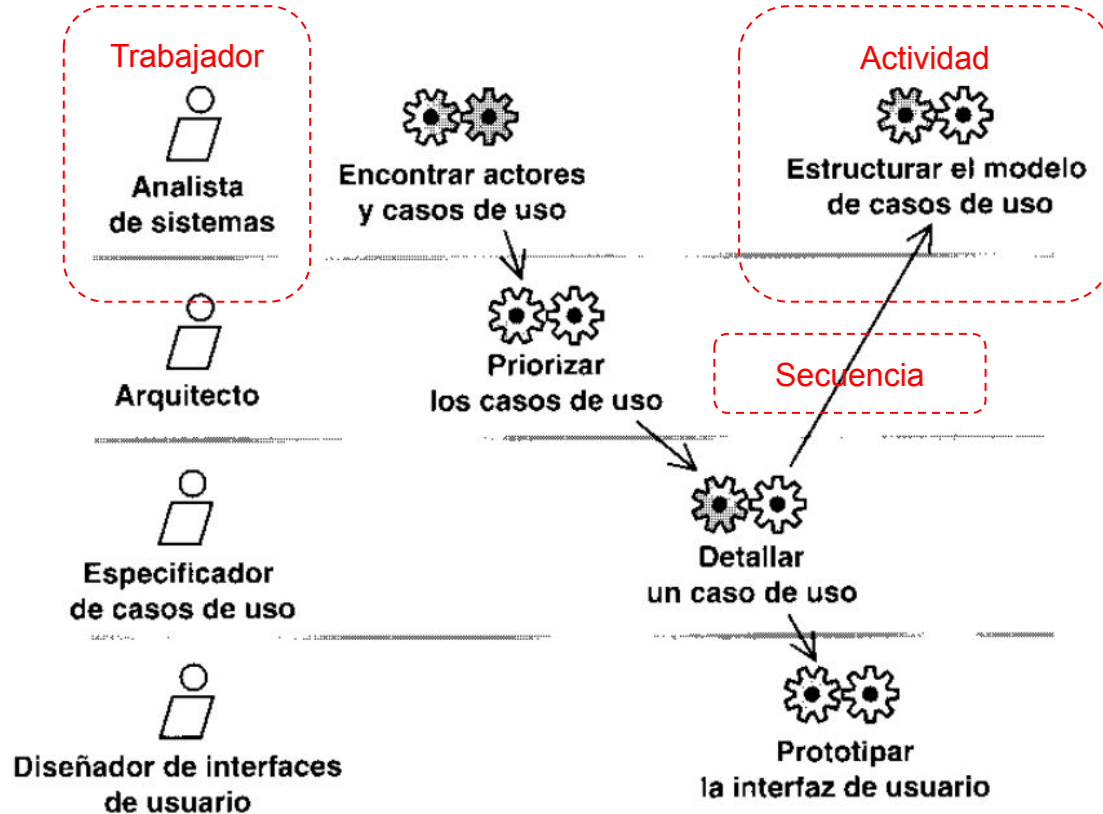 Trabajador
Actividad
Analista
de sistemas
Encontrar actores
y casos de uso
Estructurar el modelo
de casos de uso
Arquitecto
Priorizar
los casos de uso
Secuencia
Especificador
de casos de uso
Detallar
un caso de uso
Diseñador de interfaces
de usuario
Prototipar
la interfaz de usuario